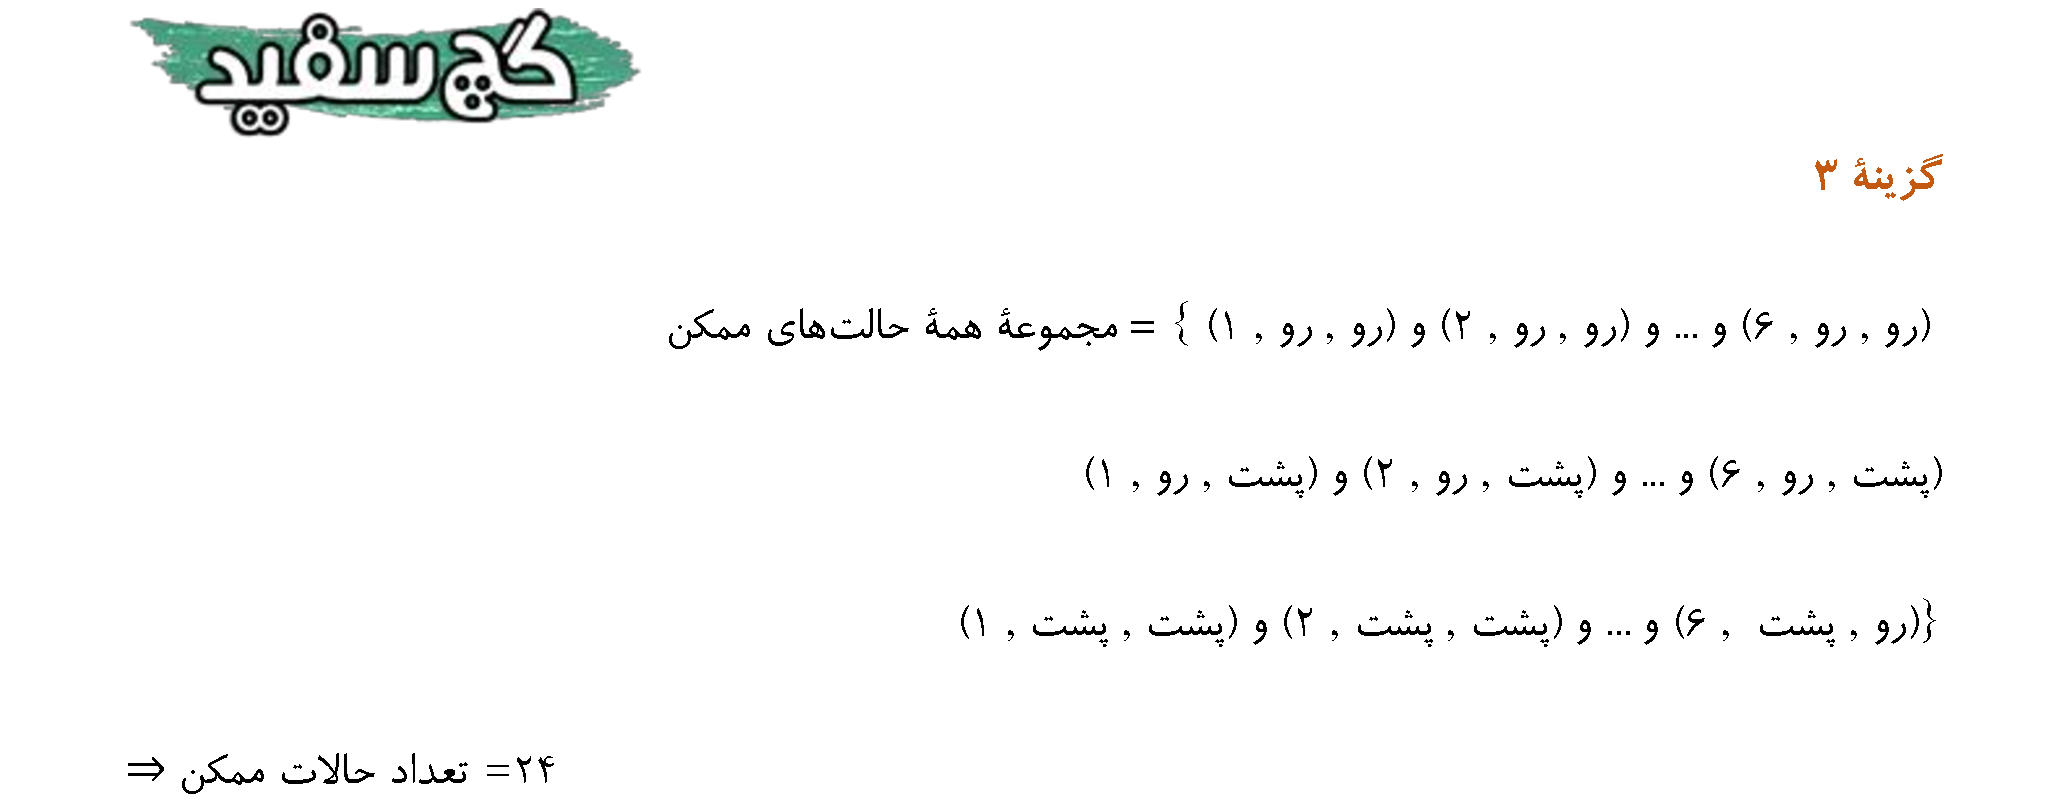 گچ سفید
گزینهٔ ۳
مجموعهٔ همهٔ حالت‌های ممکن = { (رو , رو , ۱) و (رو , رو , ۲) و ... و (رو , رو , ۶)
(پشت , رو , ۱) و (پشت , رو , ۲) و ... و (پشت , رو , ۶)
(پشت , پشت , ۱) و (پشت , پشت , ۲) و ... و (رو , پشت , ۶)}
⇒ تعداد حالات ممکن =۲۴